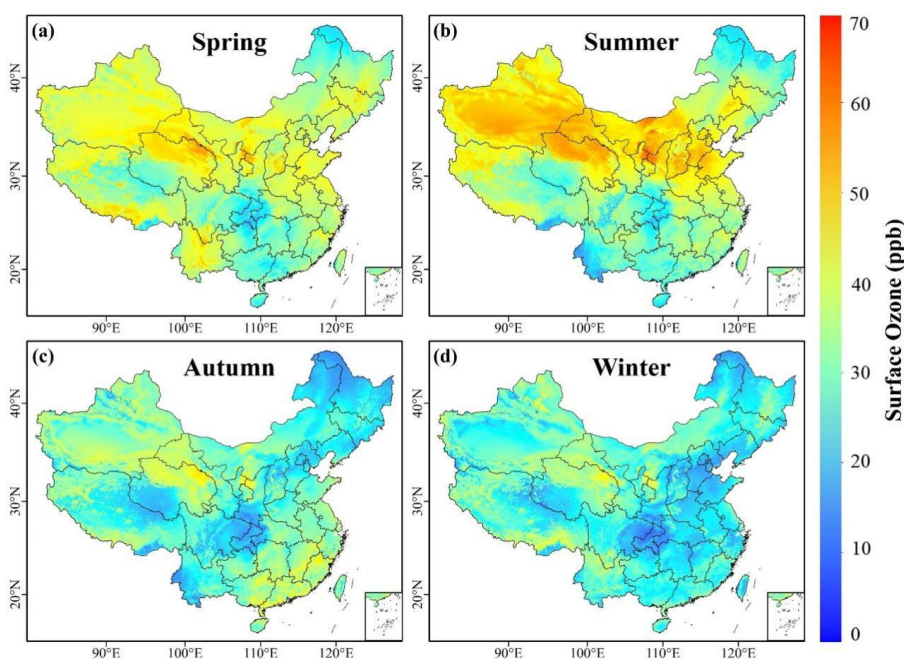 (a)
Spring
40°N
30°N
20°N
90°E 100°E 110°E 120°E
(b)
Summer
40°N
30°N
20°N
90°E 100°E 110°E 120°E
(c)
Autumn
40°N
30°N
20°N
90°E 100°E 110°E 120°E
(d)
Winter
40°N
30°N
20°N
90°E 100°E 110°E 120°E
70
60
50
40
30
20
10
0
Surface Ozone (ppb)